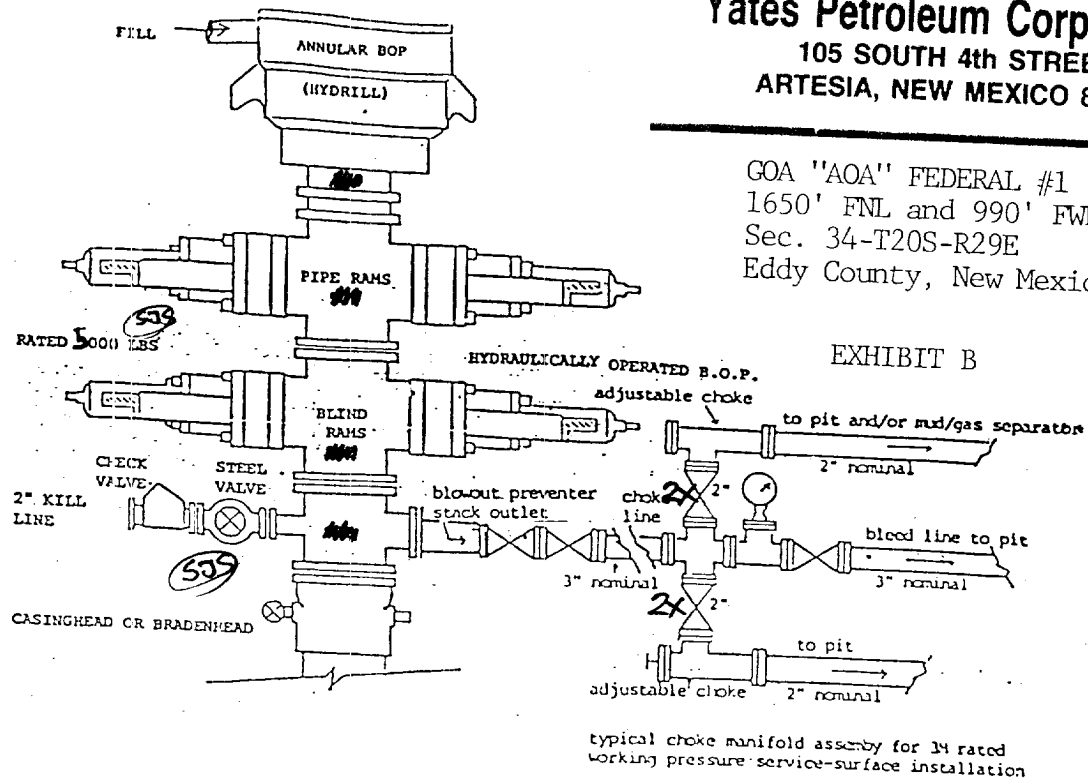 Yates Petroleum Corp
105 SOUTH 4th STREE
ARTESIA, NEW MEXICO 8
GOA "AOA" FEDERAL #1
1650' FNL and 990' FWL
Sec. 34-T20S-R29E
Eddy County, New Mexic
EXHIBIT B
FILL
ANNULAR BOP
(HYDRILL)
PIPE RAMS
SJS
RATED 5000 LBS
HYDRAULICALLY OPERATED B.O.P.
adjustable choke
to pit and/or mud/gas separator
2" nominal
BLIND
RAMS
CHECK
VALVE
STEEL
VALVE
2" KILL
LINE
blowout preventer
stack outlet
choke
line
2x 2"
bleed line to pit
3" nominal
3" nominal
SJS
2x 2"
CASINGHEAD OR BRADENHEAD
to pit
adjustable choke
2" nominal
typical choke manifold assemby for 3M rated
working pressure service-surface installation